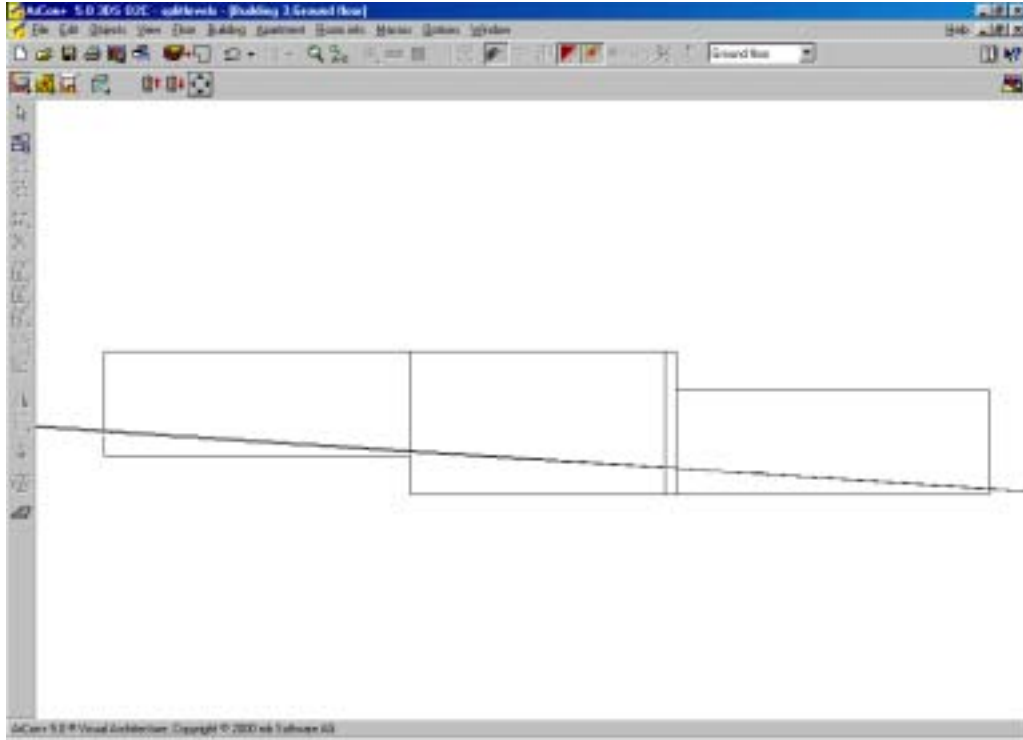 ArCon+ 5.0 3DS O2C - splitlevels - [Building 3:Ground floor]
File Edit Objects View Floor Building Apartment Room info Macros Options Window Help
Ground floor
ArCon+ 5.0 © Visual Architecture. Copyright © 2000 mb Software AG